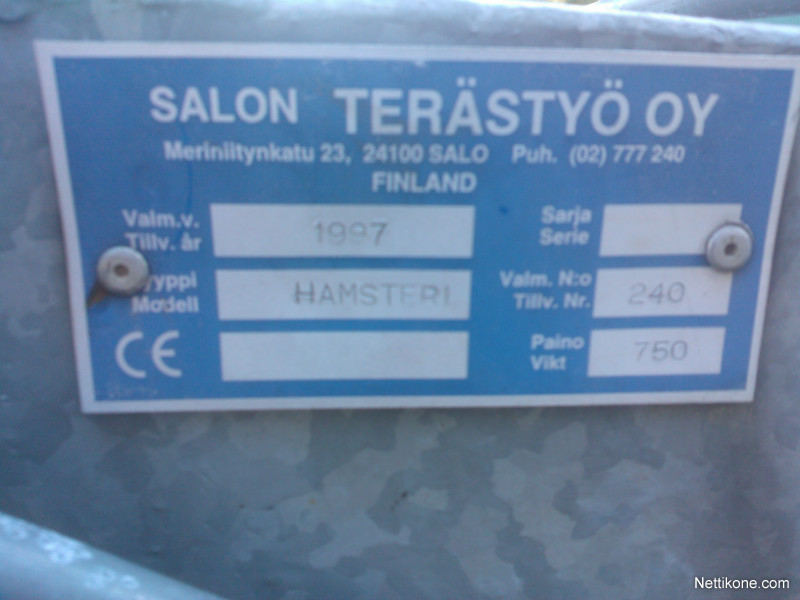 SALON TERÄSTYÖ OY
Meriniitynkatu 23, 24100 SALO Puh. (02) 777 240
FINLAND
Valm.v. 1997 Sarja
Tillv. år Serie
yyppi HAMSTERI Valm. N:o 240
Modell Tillv. Nr.
CE Paino 750
Vikt
Nettikone.com